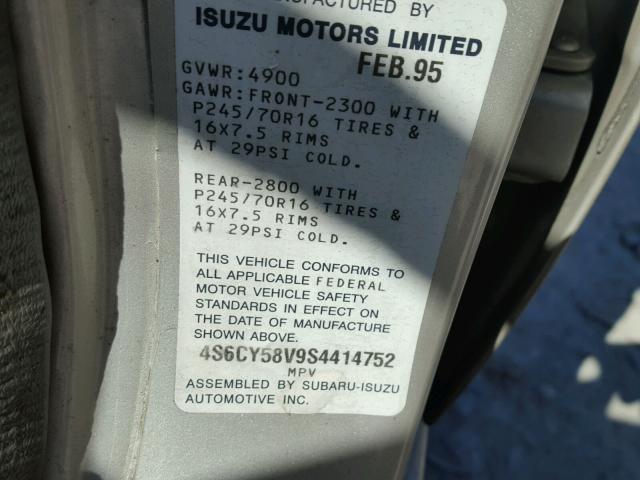 MANUFACTURED BY
ISUZU MOTORS LIMITED
FEB.95
GVWR:4900
GAWR:FRONT-2300 WITH
P245/70R16 TIRES &
16X7.5 RIMS
AT 29PSI COLD.
REAR-2800 WITH
P245/70R16 TIRES &
16X7.5 RIMS
AT 29PSI COLD.
THIS VEHICLE CONFORMS TO
ALL APPLICABLE FEDERAL
MOTOR VEHICLE SAFETY
STANDARDS IN EFFECT ON
THE DATE OF MANUFACTURE
SHOWN ABOVE.
4S6CY58V9S4414752
MPV
ASSEMBLED BY SUBARU-ISUZU
AUTOMOTIVE INC.